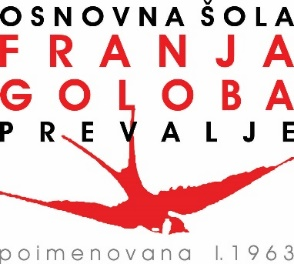 OSNOVNA ŠOLA
FRANJA
GOLOBA
PREVALJE
poimenovana l.1963